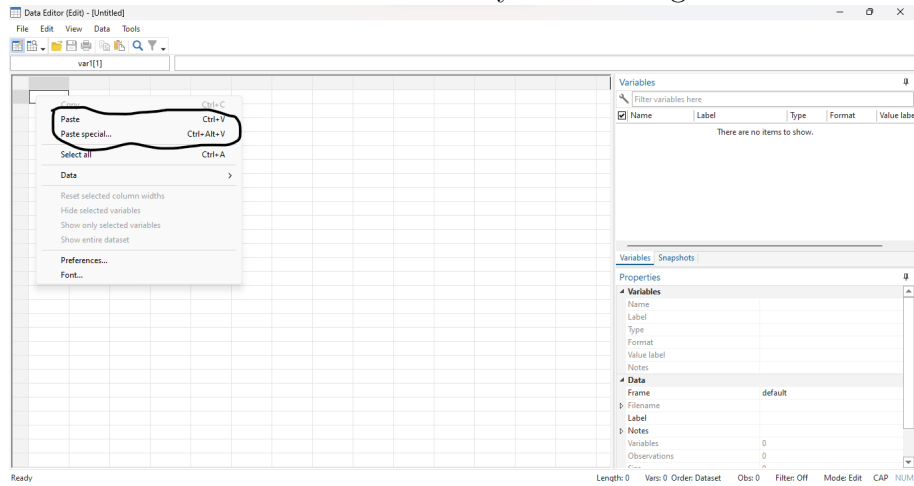 Data Editor (Edit) - [Untitled]
File Edit View Data Tools
var1[1]
Copy Ctrl+C
Paste Ctrl+V
Paste special... Ctrl+Alt+V
Select all Ctrl+A
Data
Reset selected column widths
Hide selected variables
Show only selected variables
Show entire dataset
Preferences...
Font...
Variables
Filter variables here
Name Label Type Format Value labe
There are no items to show.
Variables Snapshots
Properties
Variables
Name
Label
Type
Format
Value label
Notes
Data
Frame default
Filename
Label
Notes
Variables 0
Observations 0
Ready Length: 0 Vars: 0 Order: Dataset Obs: 0 Filter: Off Mode: Edit CAP NUM